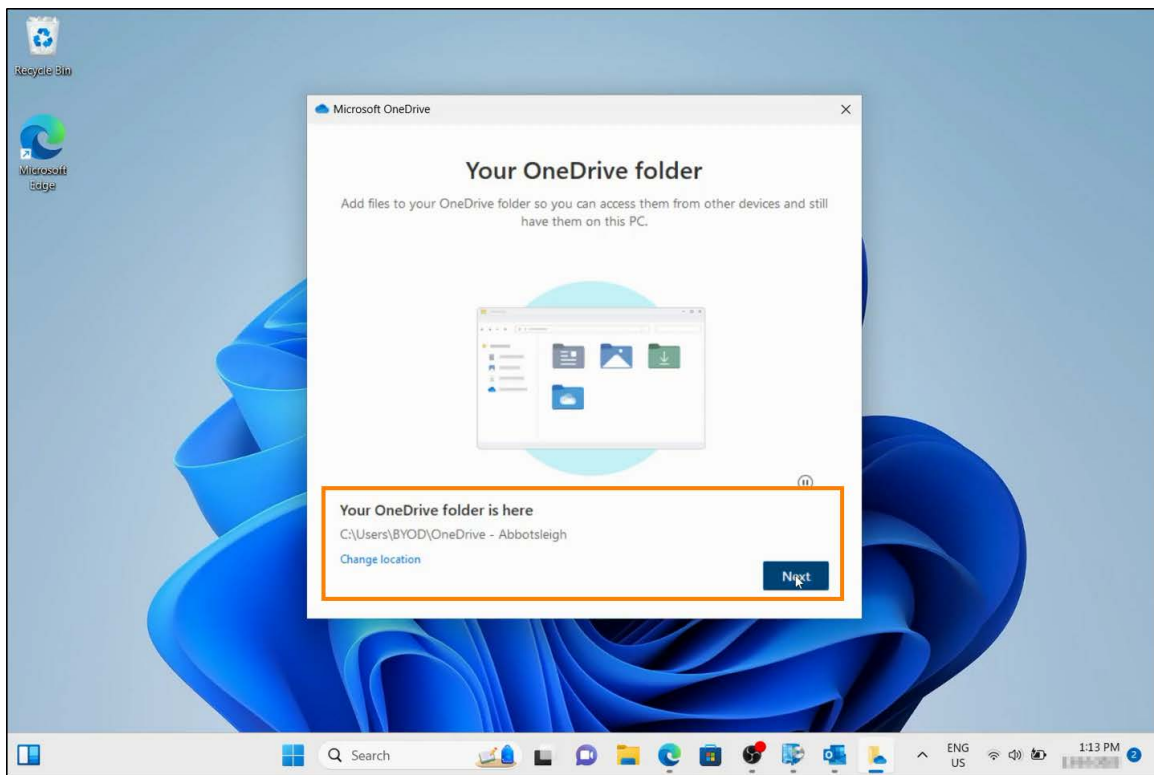 Recycle Bin
Microsoft
Edge
Microsoft OneDrive
Your OneDrive folder
Add files to your OneDrive folder so you can access them from other devices and still
have them on this PC.
Your OneDrive folder is here
C:\Users\BYOD\OneDrive - Abbotsleigh
Change location
Next
Search
ENG
US
1:13 PM
2